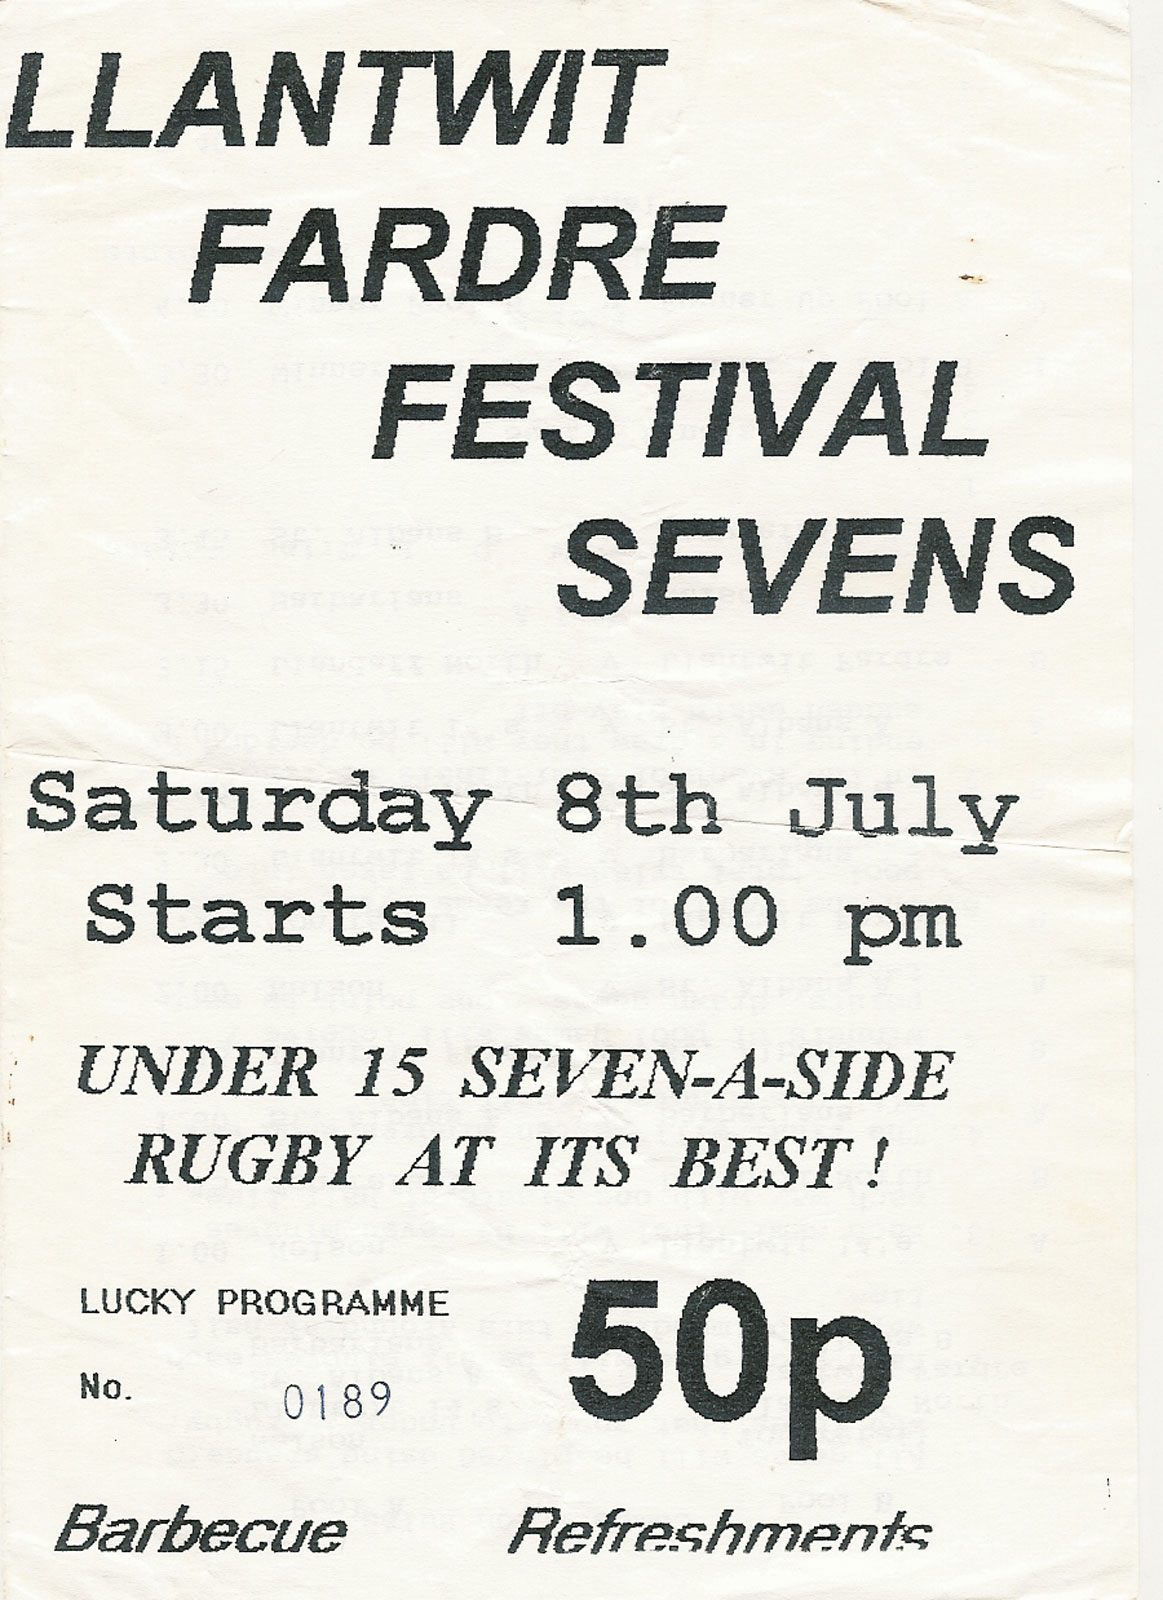 LLANTWIT
FARDRE
FESTIVAL
SEVENS
Saturday 8th July
Starts 1.00 pm
UNDER 15 SEVEN-A-SIDE
RUGBY AT ITS BEST!
LUCKY PROGRAMME
50p
No. 0189
Barbecue Refreshments